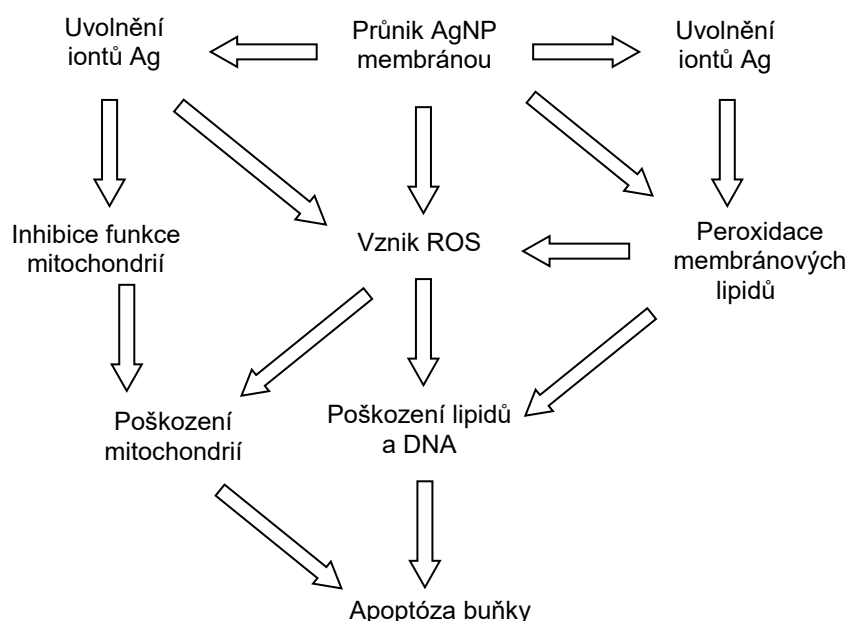 Uvolnění
iontů Ag
Průnik AgNP
membránou
Uvolnění
iontů Ag
Inhibice funkce
mitochondrií
Vznik ROS
Peroxidace
membránových
lipidů
Poškození
mitochondrií
Poškození lipidů
a DNA
Apoptóza buňky